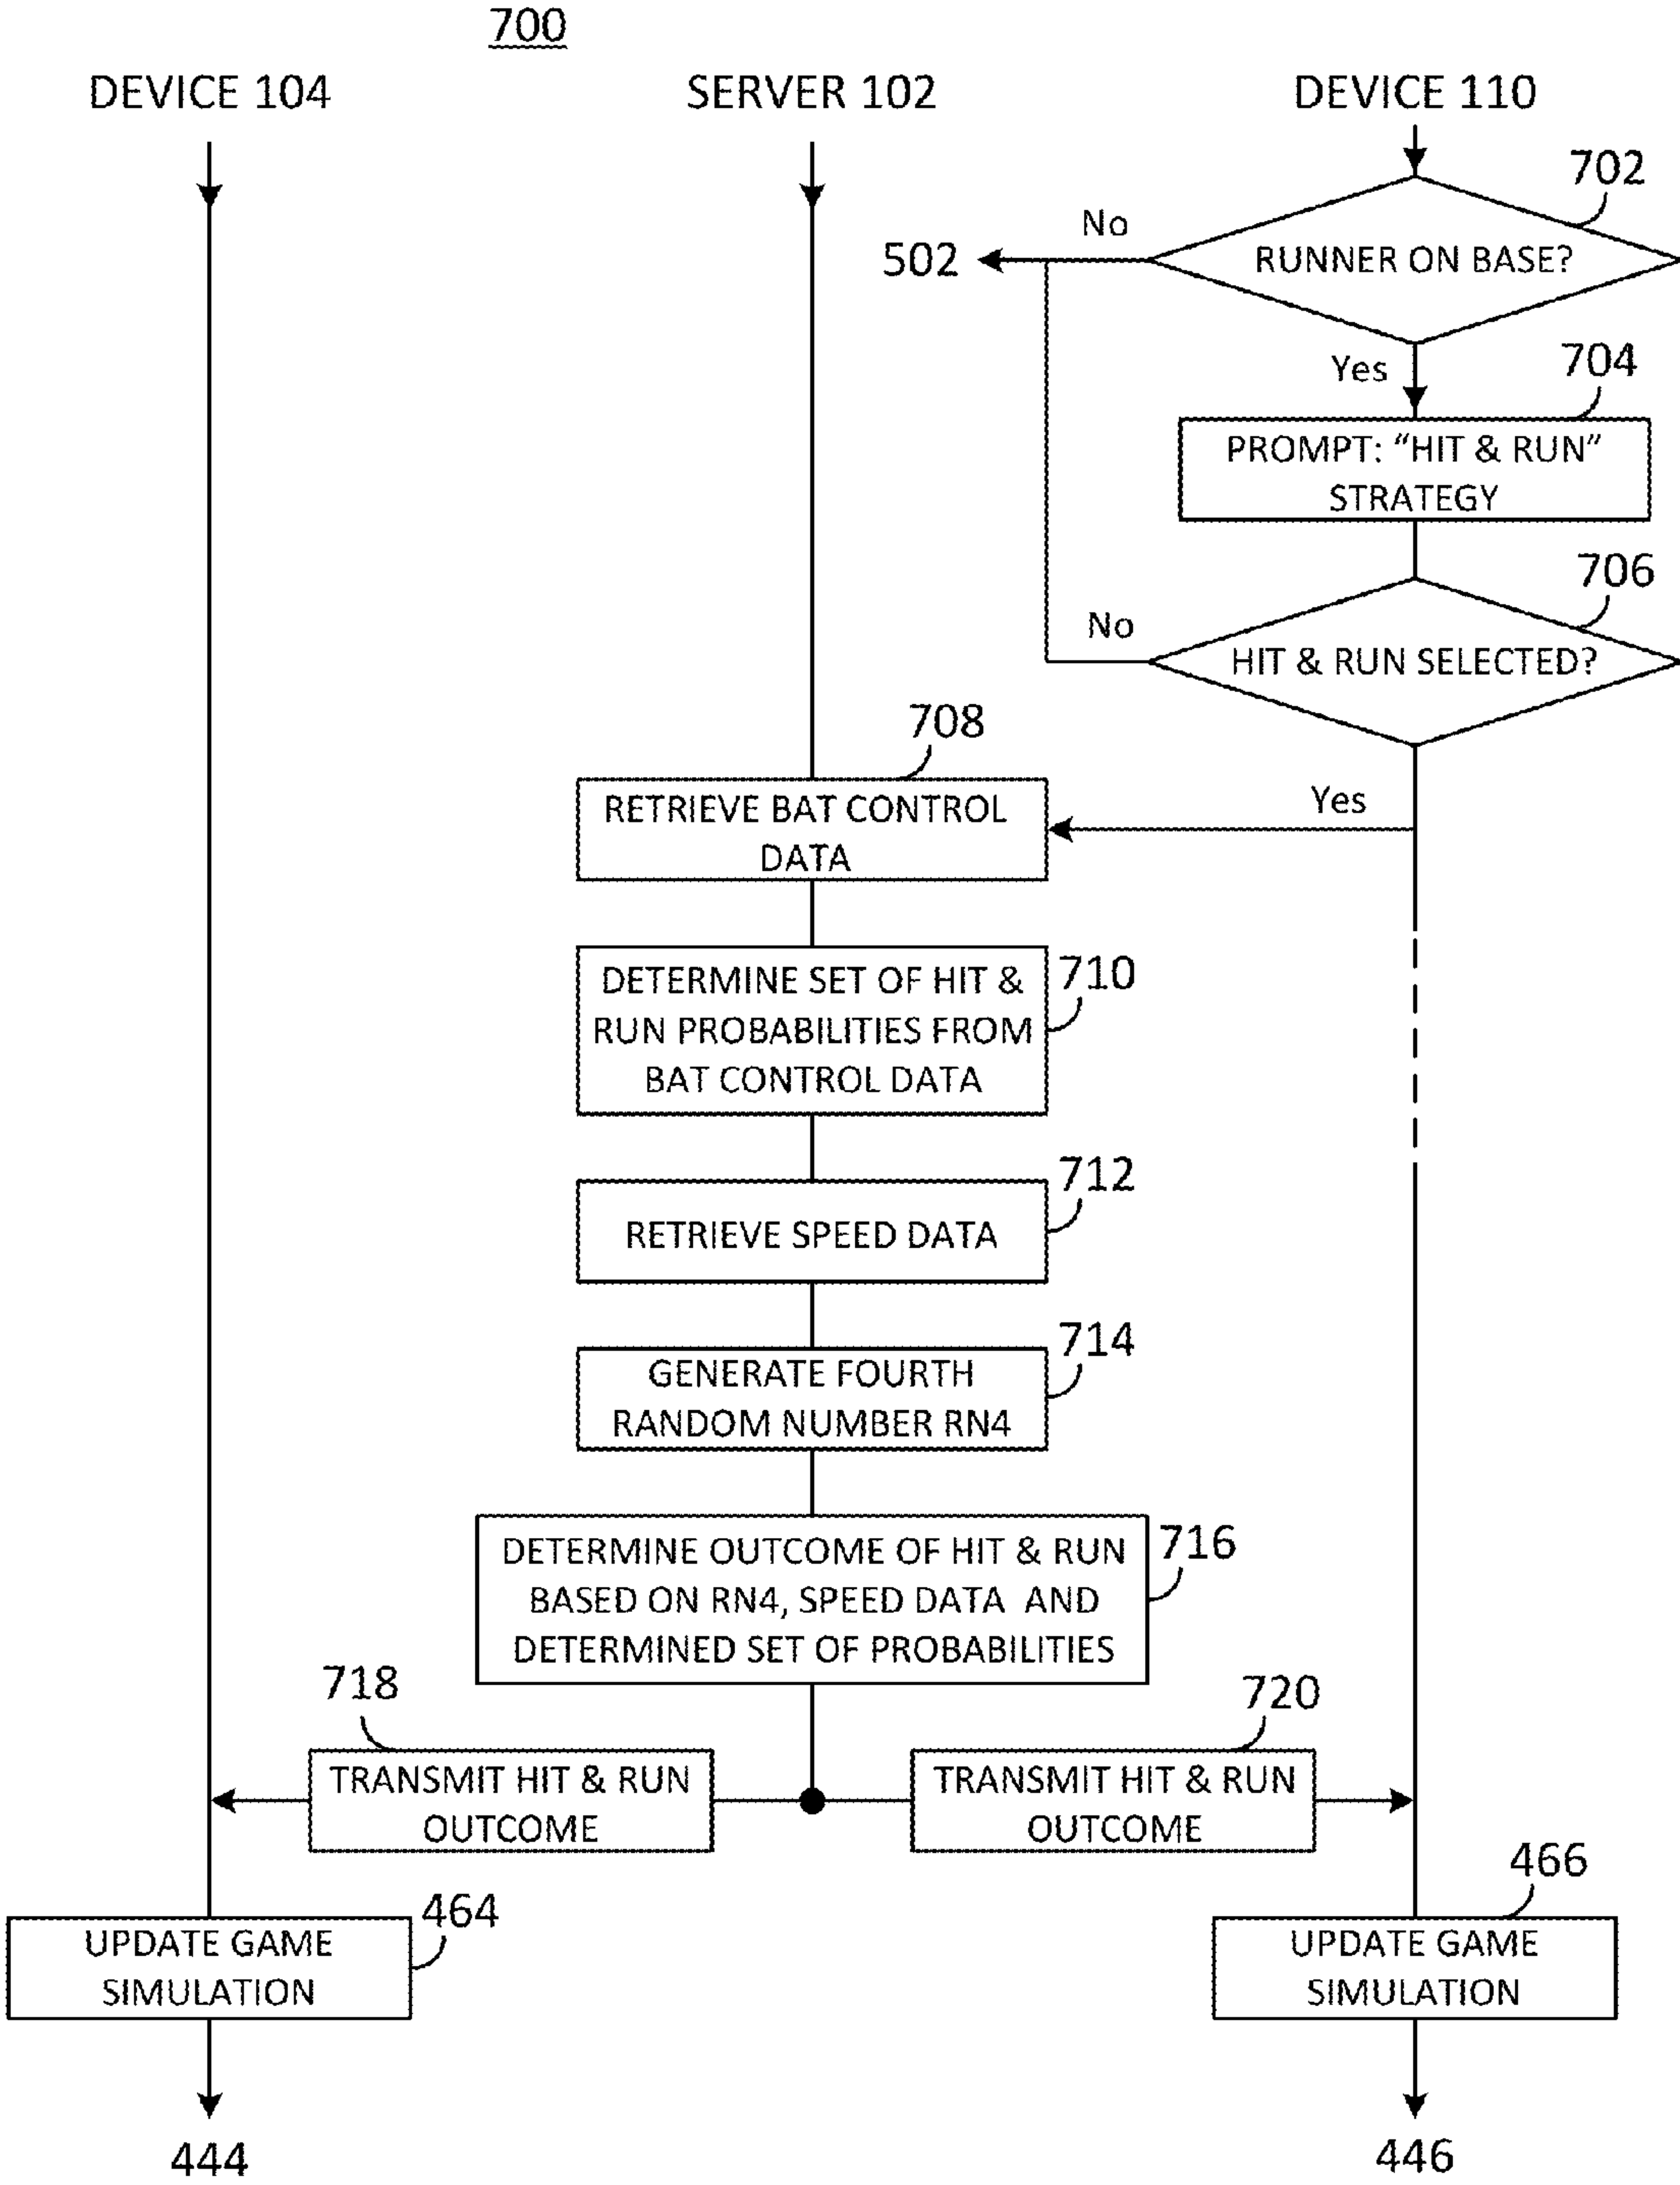 700
DEVICE 104
SERVER 102
DEVICE 110
702
No
502
RUNNER ON BASE?
Yes
704
PROMPT: “HIT & RUN”
STRATEGY
706
No
HIT & RUN SELECTED?
708
RETRIEVE BAT CONTROL
DATA
Yes
DETERMINE SET OF HIT &
RUN PROBABILITIES FROM
BAT CONTROL DATA
710
712
RETRIEVE SPEED DATA
714
GENERATE FOURTH
RANDOM NUMBER RN4
DETERMINE OUTCOME OF HIT & RUN
BASED ON RN4, SPEED DATA AND
DETERMINED SET OF PROBABILITIES
716
718
720
TRANSMIT HIT & RUN
OUTCOME
TRANSMIT HIT & RUN
OUTCOME
464
466
UPDATE GAME
SIMULATION
UPDATE GAME
SIMULATION
444
446